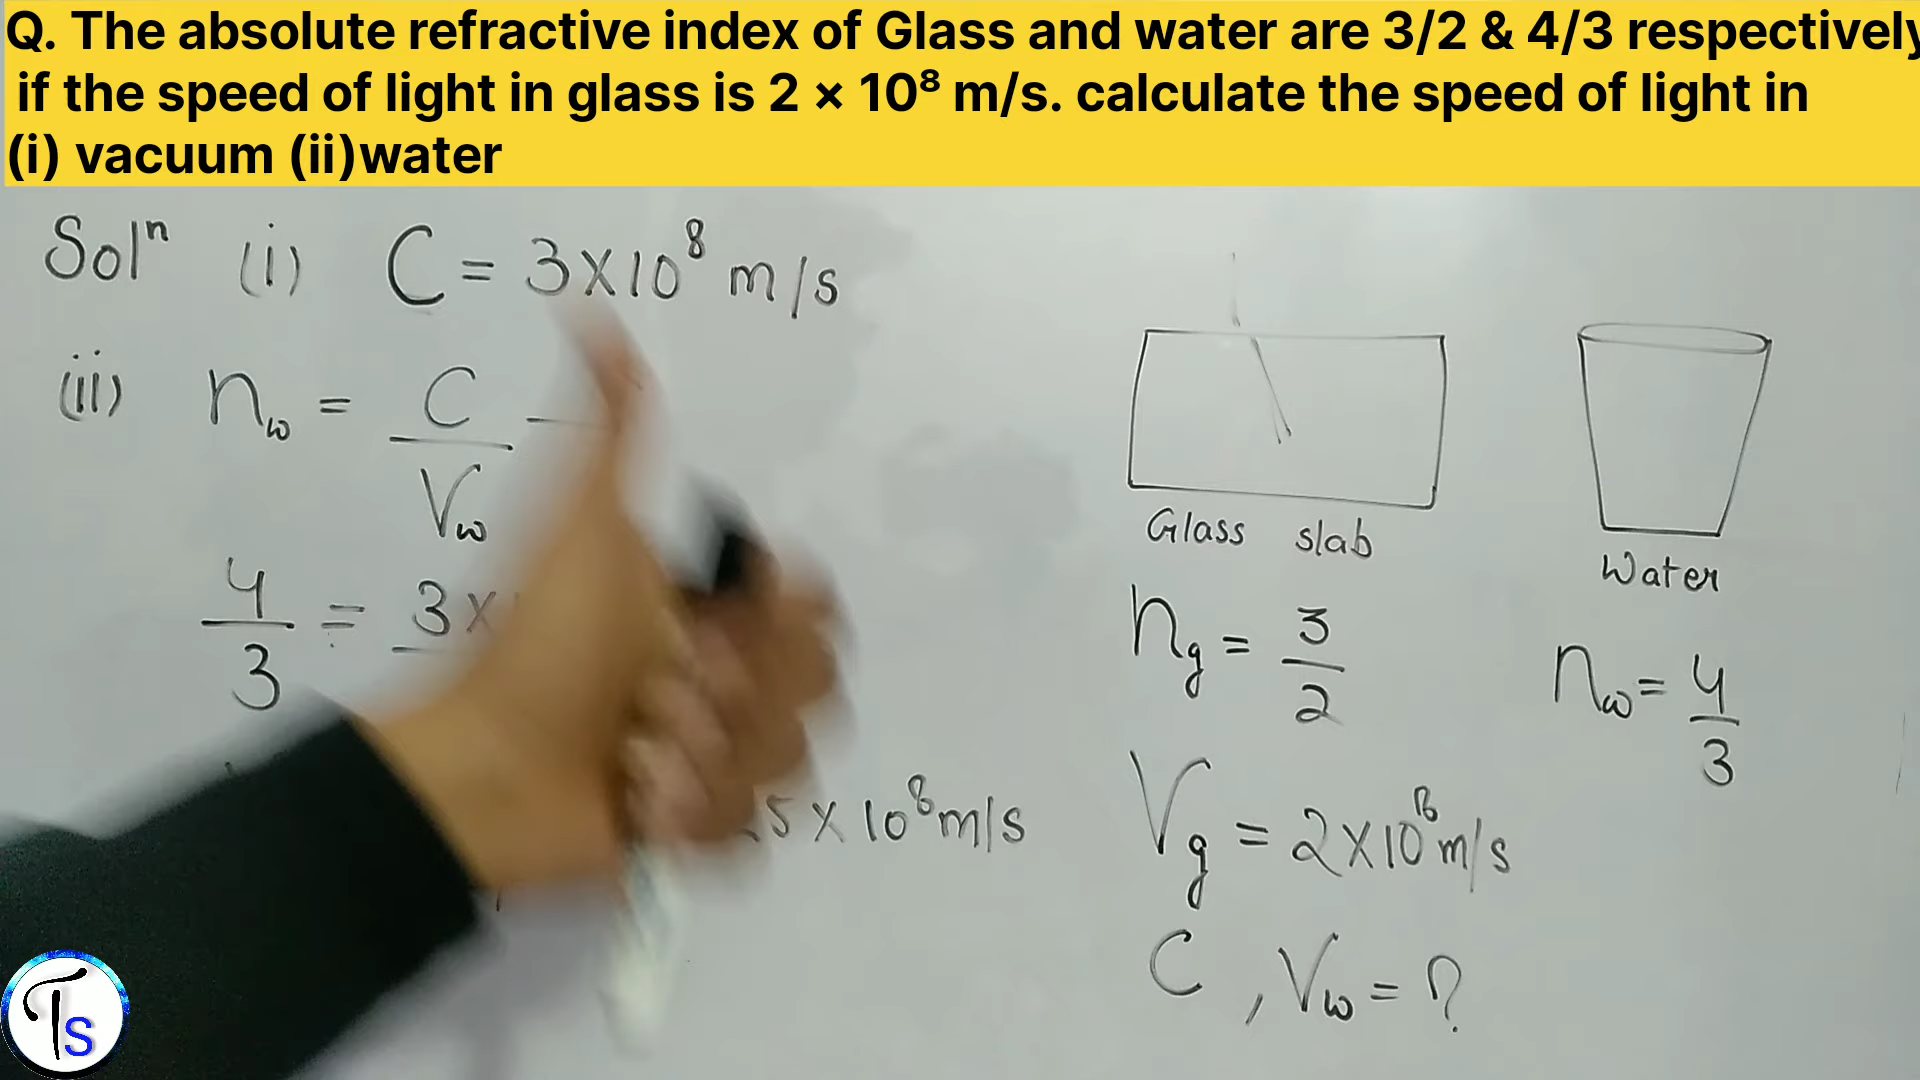 Q. The absolute refractive index of Glass and water are 3/2 & 4/3 respectively
if the speed of light in glass is 2 × 10⁸ m/s. calculate the speed of light in
(i) vacuum (ii)water
Solⁿ (i) C = 3×10⁸ m/s
(ii) n_w = C / V_w
4/3 = 3×
5×10⁸ m/s
Glass slab
n_g = 3/2
V_g = 2×10⁸ m/s
C, V_w = ?
Water
n_w = 4/3
TS